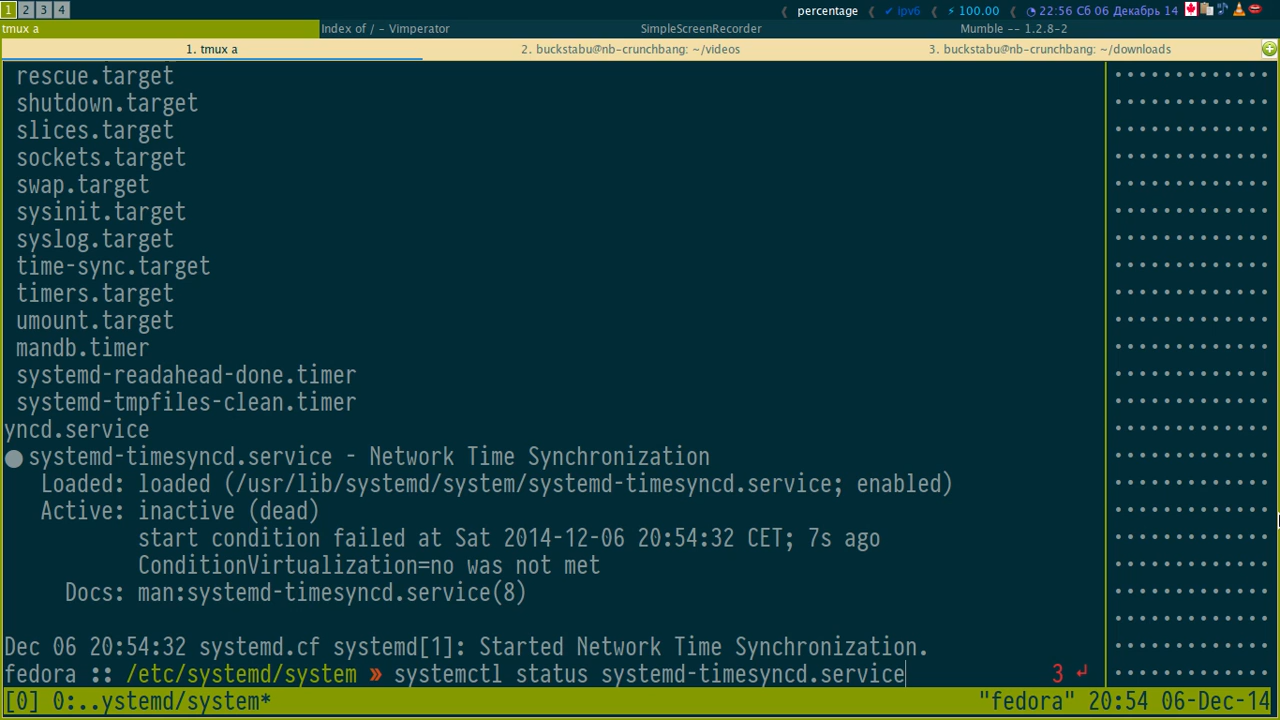 1 2 3 4 percentage ipv6 100.00 22:56 Сб 06 Декабрь 14
tmux a Index of / - Vimperator SimpleScreenRecorder Mumble -- 1.2.8-2
1. tmux a 2. buckstabu@nb-crunchbang: ~/videos 3. buckstabu@nb-crunchbang: ~/downloads
rescue.target
shutdown.target
slices.target
sockets.target
swap.target
sysinit.target
syslog.target
time-sync.target
timers.target
umount.target
mandb.timer
systemd-readahead-done.timer
systemd-tmpfiles-clean.timer
yncd.service
● systemd-timesyncd.service - Network Time Synchronization
Loaded: loaded (/usr/lib/systemd/system/systemd-timesyncd.service; enabled)
Active: inactive (dead)
start condition failed at Sat 2014-12-06 20:54:32 CET; 7s ago
ConditionVirtualization=no was not met
Docs: man:systemd-timesyncd.service(8)
Dec 06 20:54:32 systemd.cf systemd[1]: Started Network Time Synchronization.
fedora :: /etc/systemd/system » systemctl status systemd-timesyncd.service 3 ↵
[0] 0:..ystemd/system* "fedora" 20:54 06-Dec-14